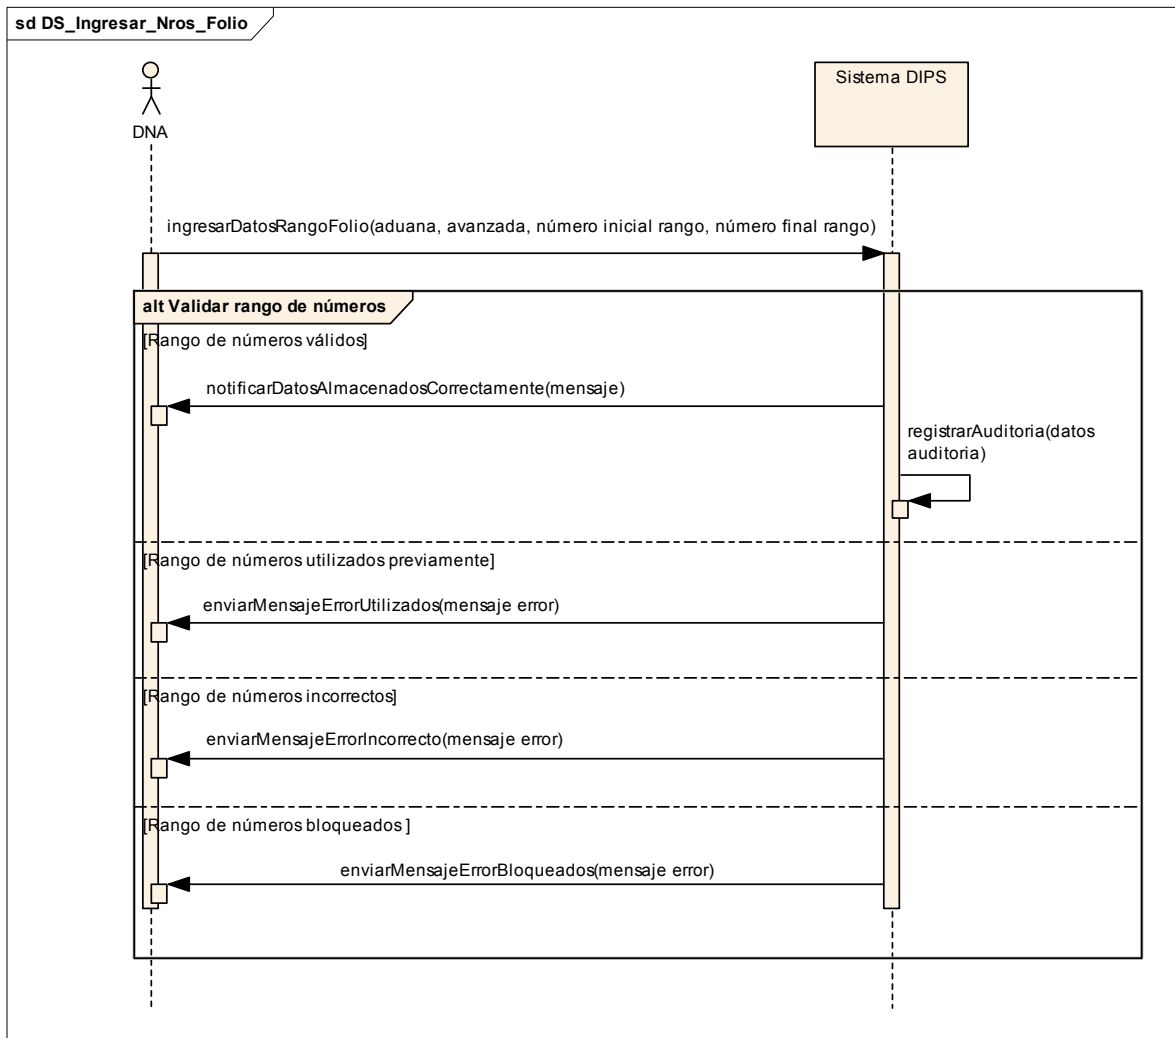 sd DS_Ingresar_Nros_Folio
DNA
Sistema DIPS
ingresarDatosRangoFolio(aduana, avanzada, número inicial rango, número final rango)
alt Validar rango de números
[Rango de números válidos]
notificarDatosAlmacenadosCorrectamente(mensaje)
registrarAuditoria(datos
auditoria)
[Rango de números utilizados previamente]
enviarMensajeErrorUtilizados(mensaje error)
[Rango de números incorrectos]
enviarMensajeErrorIncorrecto(mensaje error)
[Rango de números bloqueados ]
enviarMensajeErrorBloqueados(mensaje error)